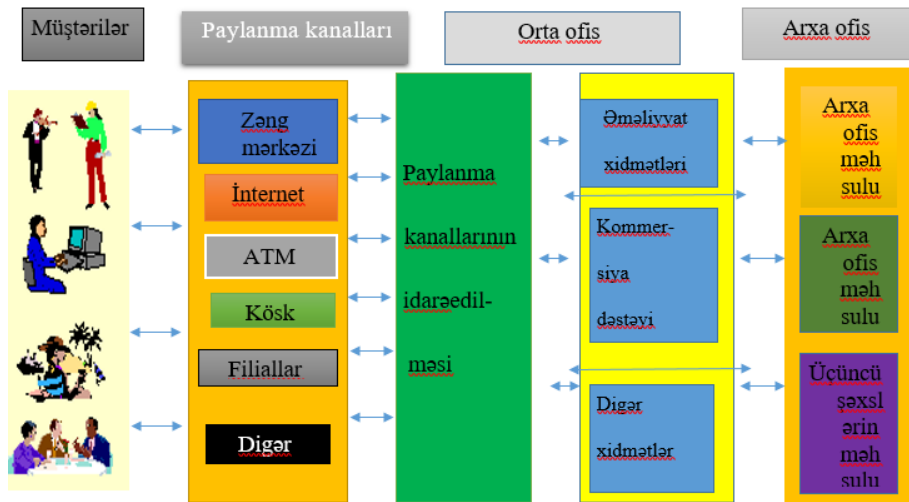 Müştərilər
Paylanma kanalları
Orta ofis
Arxa ofis
Zəng
mərkəzi
İnternet
ATM
Kösk
Filiallar
Digər
Paylanma
kanallarının
idarəedil-
məsi
Əməliyyat
xidmətləri
Kommer-
siya
dəstəyi
Digər
xidmətlər
Arxa
ofis
məh
sulu
Arxa
ofis
məh
sulu
Üçüncü
şəxsl
ərin
məh
sulu